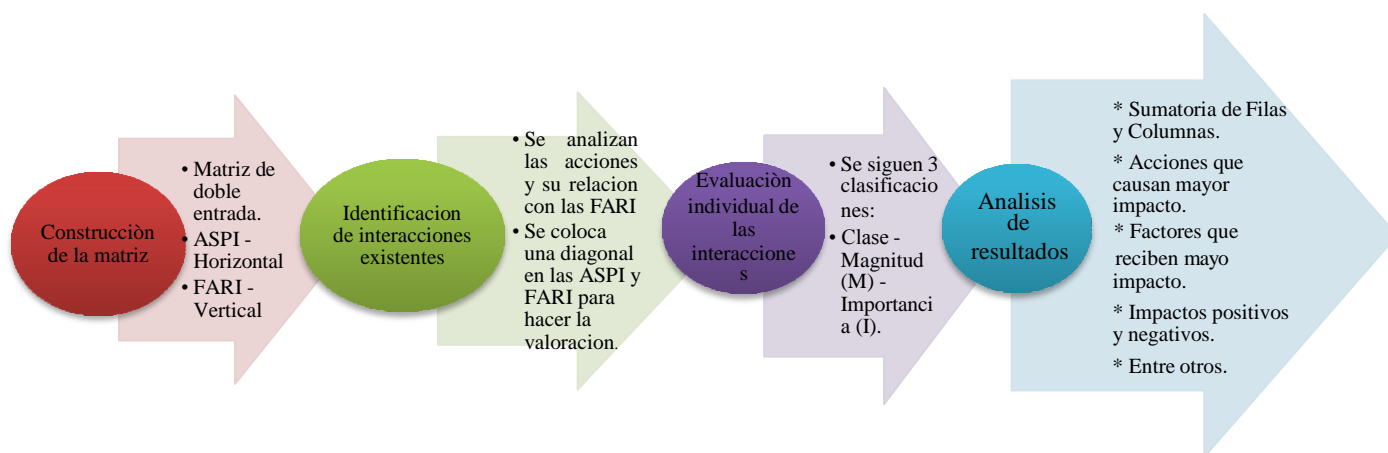 Construcciòn
de la matriz
• Matriz de
doble
entrada.
• ASPI -
Horizontal
• FARI -
Vertical
Identificacion
de interacciones
existentes
• Se analizan
las acciones
y su relacion
con las FARI
• Se coloca
una diagonal
en las ASPI y
FARI para
hacer la
valoracion.
Evaluaciòn
individual de
las
interaccione
s
• Se siguen 3
clasificacio
nes:
• Clase -
Magnitud
(M) -
Importanci
a (I).
Analisis
de
resultados
* Sumatoria de Filas
y Columnas.
* Acciones que
causan mayor
impacto.
* Factores que
reciben mayo
impacto.
* Impactos positivos
y negativos.
* Entre otros.